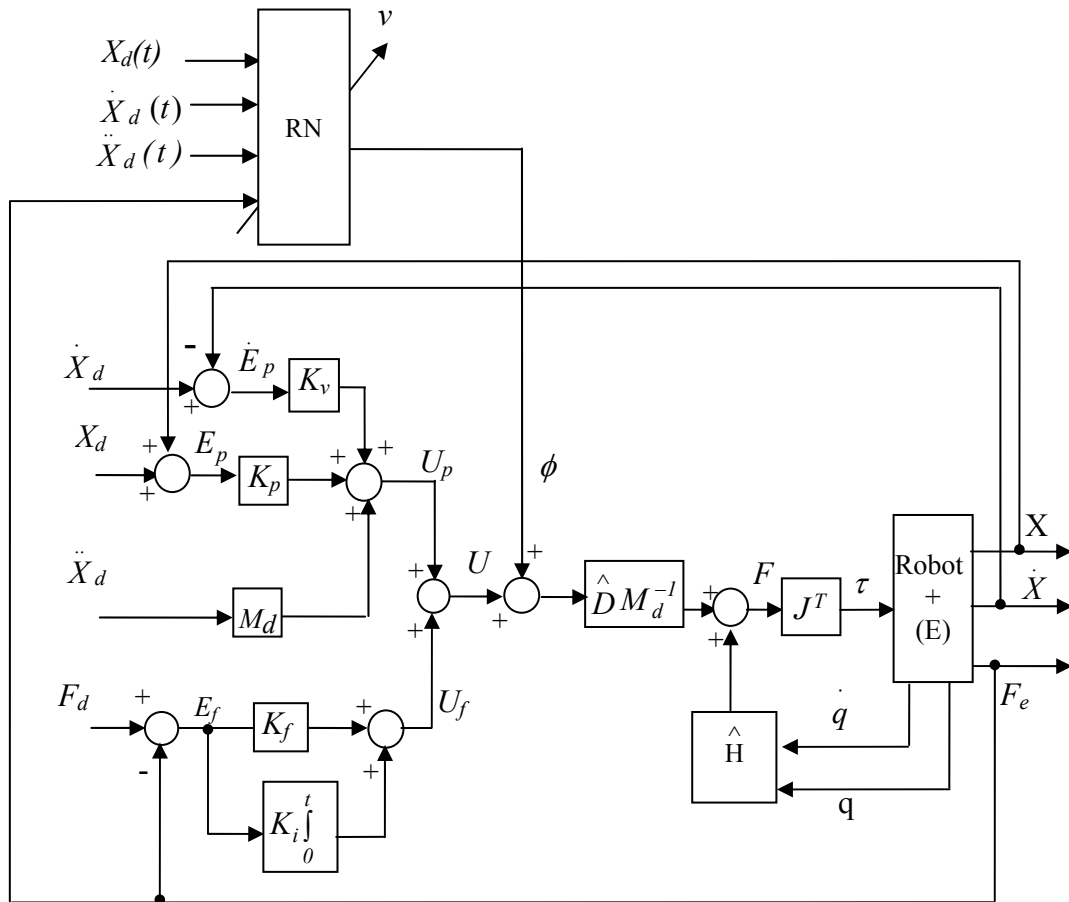 v
X_d(t)
Ẋ_d (t)
Ẍ_d (t)
RN
-
Ẋ_d
+
Ė_p
K_v
X_d
+
+
E_p
K_p
+
+
+
U_p
ϕ
Ẍ_d
M_d
+
+
U
+
+
D̂ M_d^{-1}
+
+
F
J^T
τ
Robot
+
(E)
X
Ẋ
F_e
F_d
+
-
E_f
K_f
+
+
U_f
K_i ∫_0^t
Ĥ
q̇
q